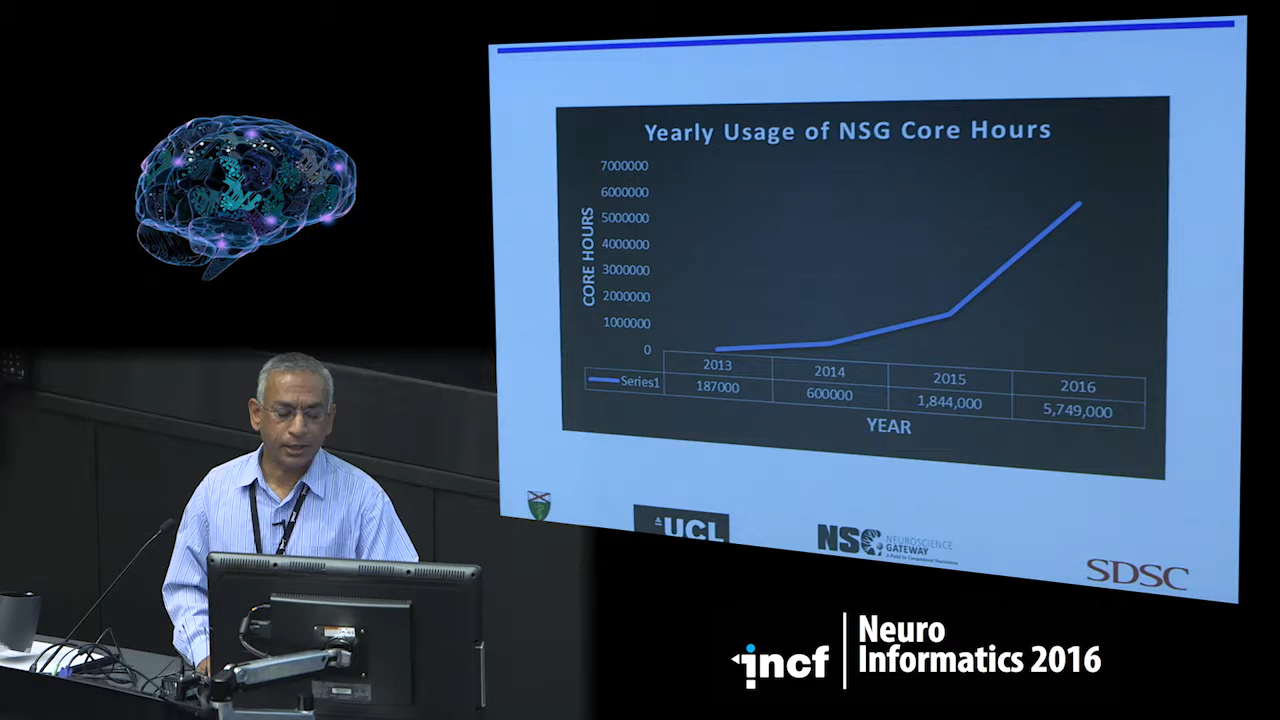 Yearly Usage of NSG Core Hours
CORE HOURS
7000000
6000000
5000000
4000000
3000000
2000000
1000000
0
2013 2014 2015 2016
Series1 187000 600000 1,844,000 5,749,000
YEAR
UCL
NSG NEUROSCIENCE
GATEWAY
SDSC
incf
Neuro
Informatics 2016